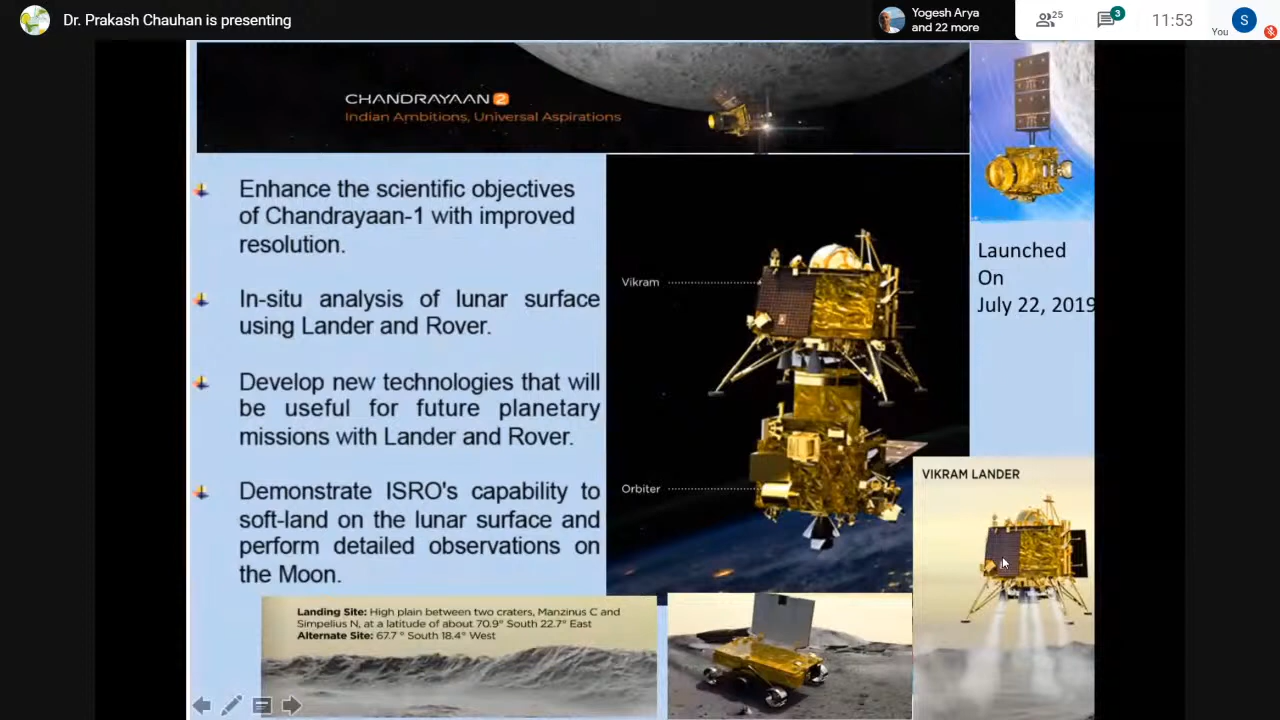 Dr. Prakash Chauhan is presenting
Yogesh Arya
and 22 more
25
3
11:53
You
S
CHANDRAYAAN 2
Indian Ambitions, Universal Aspirations
Enhance the scientific objectives
of Chandrayaan-1 with improved
resolution.
In-situ analysis of lunar surface
using Lander and Rover.
Develop new technologies that will
be useful for future planetary
missions with Lander and Rover.
Demonstrate ISRO's capability to
soft-land on the lunar surface and
perform detailed observations on
the Moon.
Vikram
Orbiter
Launched
On
July 22, 2019
VIKRAM LANDER
Landing Site: High plain between two craters, Manzinus C and
Simpelius N, at a latitude of about 70.9° South 22.7° East
Alternate Site: 67.7 ° South 18.4° West